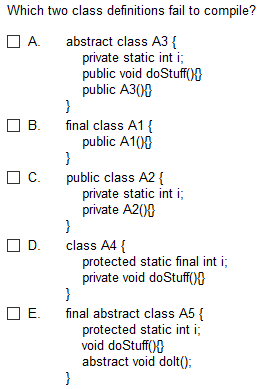 Which two class definitions fail to compile?
A. abstract class A3 {
private static int i;
public void doStuff(){}
public A3(){}
}
B. final class A1 {
public A1(){}
}
C. public class A2 {
private static int i;
private A2(){}
}
D. class A4 {
protected static final int i;
private void doStuff(){}
}
E. final abstract class A5 {
protected static int i;
void doStuff(){}
abstract void doIt();
}